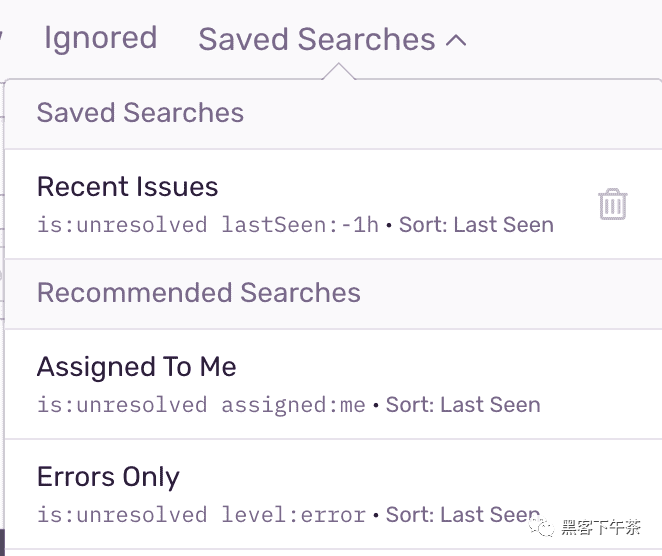 Ignored Saved Searches
Saved Searches
Recent Issues
is:unresolved lastSeen:-1h • Sort: Last Seen
Recommended Searches
Assigned To Me
is:unresolved assigned:me • Sort: Last Seen
Errors Only
is:unresolved level:error • Sort: Last Seen
黑客下午茶